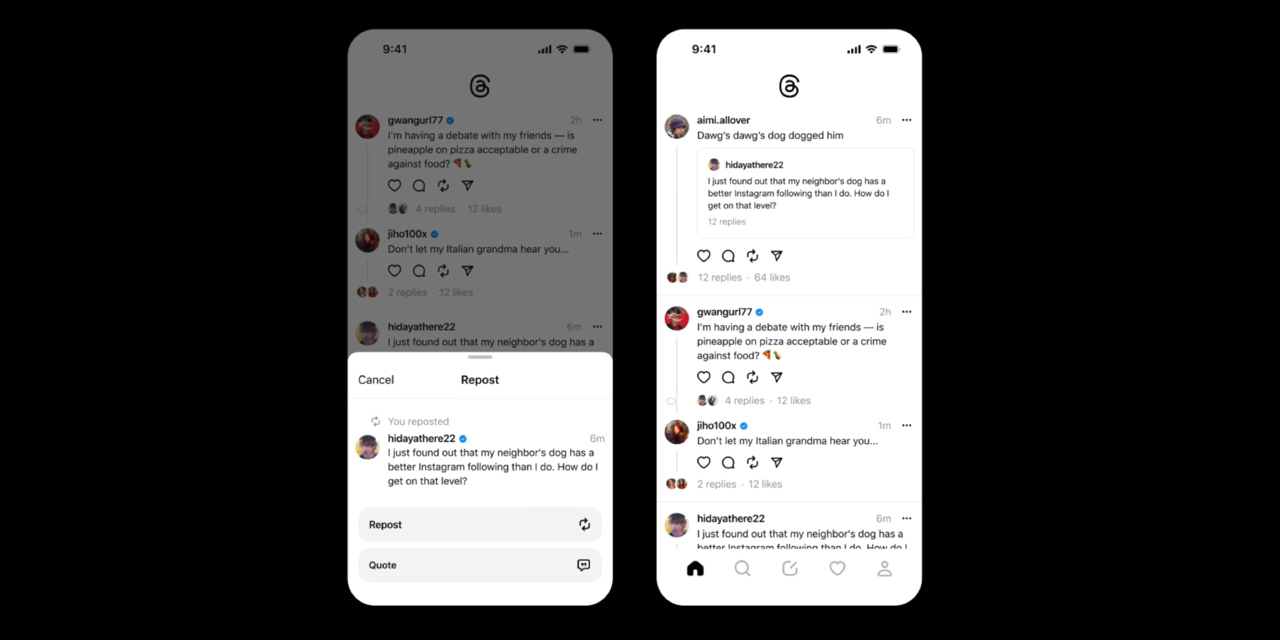 9:41
gwangurl77 2h
I'm having a debate with my friends — is
pineapple on pizza acceptable or a crime
against food? 🍕🍍
4 replies · 12 likes
jiho100x 1m
Don't let my Italian grandma hear you...
2 replies · 12 likes
hidayathere22 6m
I just found out that my neighbor's dog has a
Cancel Repost
You reposted
hidayathere22 6m
I just found out that my neighbor's dog has a
better Instagram following than I do. How do I
get on that level?
Repost
Quote
9:41
aimi.allover 6m
Dawg's dawg's dog dogged him
hidayathere22
I just found out that my neighbor's dog has a
better Instagram following than I do. How do I
get on that level?
12 replies
12 replies · 64 likes
gwangurl77 2h
I'm having a debate with my friends — is
pineapple on pizza acceptable or a crime
against food? 🍕🍍
4 replies · 12 likes
jiho100x 1m
Don't let my Italian grandma hear you...
2 replies · 12 likes
hidayathere22 6m
I just found out that my neighbor's dog has a
better Instagram following than I do. How do I